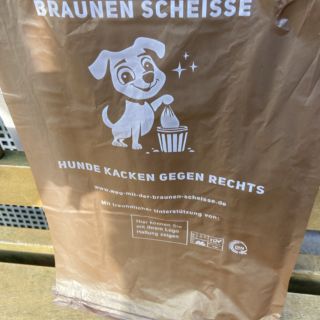 BRAUNEN SCHEISSE
HUNDE KACKEN GEGEN RECHTS
www.weg-mit-der-braunen-scheisse.de
Mit freundlicher Unterstützung von:
Hier können Sie
mit Ihrem Logo
Haltung zeigen